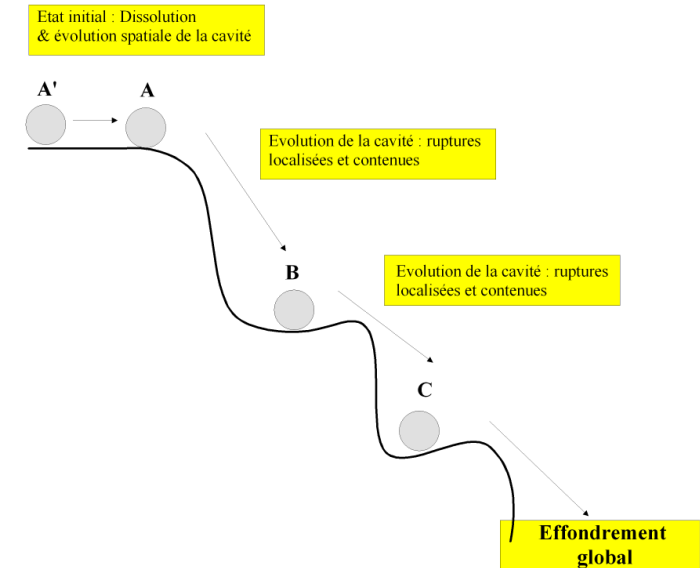 Etat initial : Dissolution
& évolution spatiale de la cavité
A'
A
Evolution de la cavité : ruptures
localisées et contenues
B
Evolution de la cavité : ruptures
localisées et contenues
C
Effondrement
global